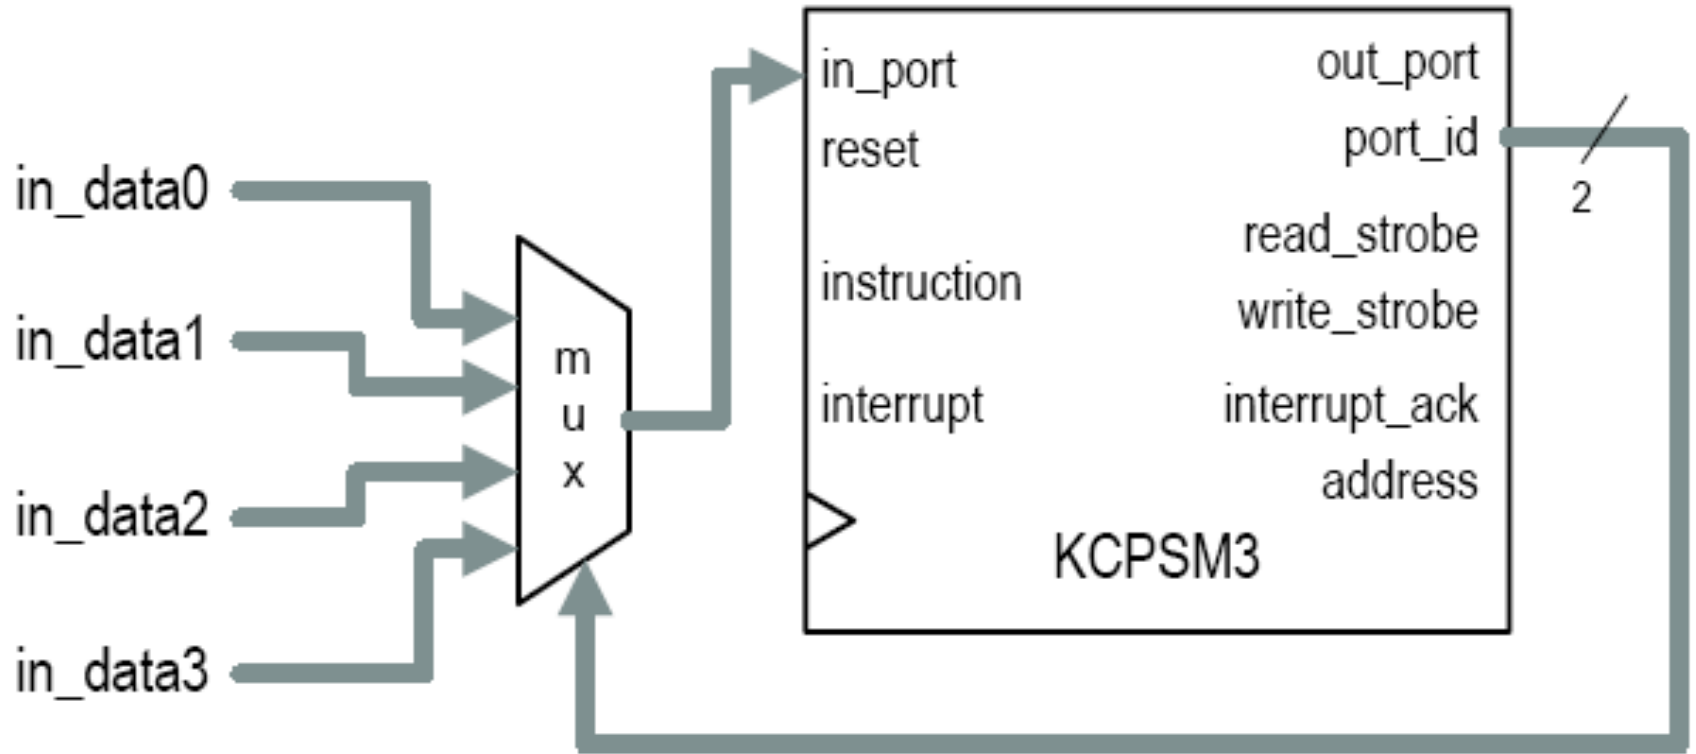 in_data0
in_data1
in_data2
in_data3
m
u
x
in_port
reset
instruction
interrupt
out_port
port_id
read_strobe
write_strobe
interrupt_ack
address
KCPSM3
2